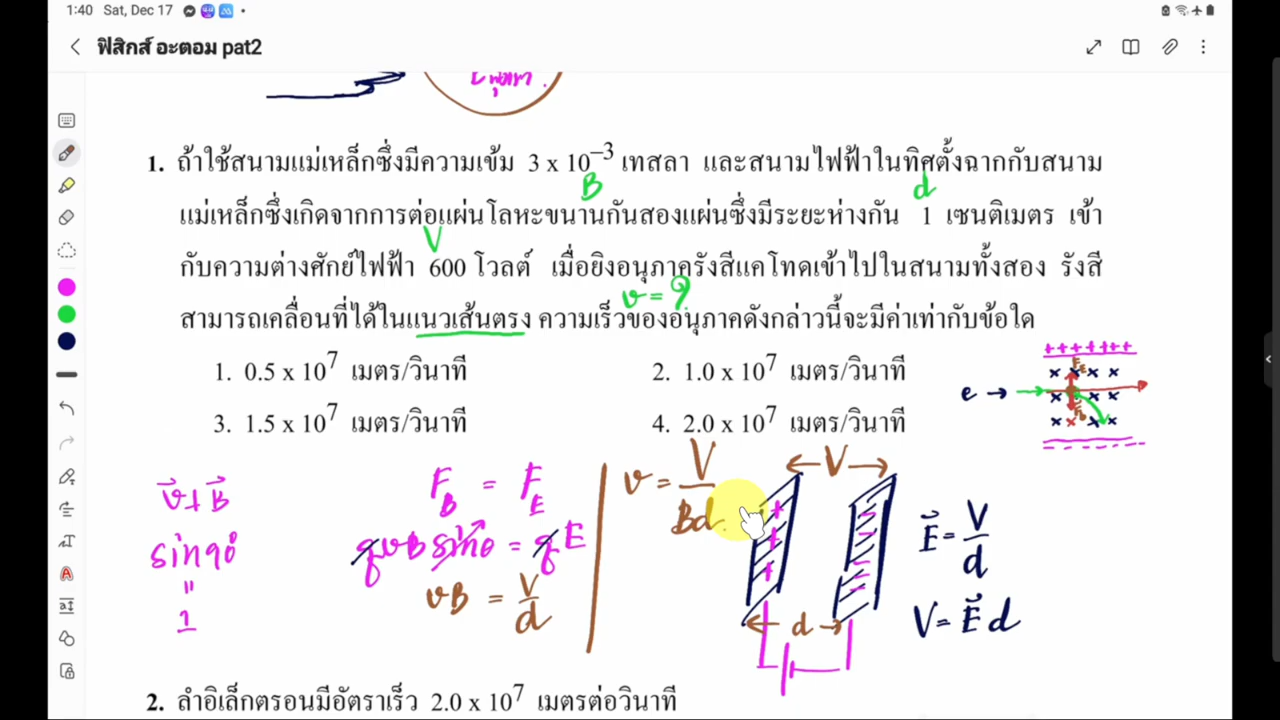 1:40 Sat, Dec 17
ฟิสิกส์ อะตอม pat2
1. ถ้าใช้สนามแม่เหล็กซึ่งมีความเข้ม 3 x 10⁻³ เทสลา และสนามไฟฟ้าในทิศตั้งฉากกับสนาม
B d
แม่เหล็กซึ่งเกิดจากการต่อแผ่นโลหะขนานกันสองแผ่นซึ่งมีระยะห่างกัน 1 เซนติเมตร เข้า
V
กับความต่างศักย์ไฟฟ้า 600 โวลต์ เมื่อยิงอนุภาครังสีแคโทดเข้าไปในสนามทั้งสอง รังสี
v = ?
สามารถเคลื่อนที่ได้ในแนวเส้นตรง ความเร็วของอนุภาคดังกล่าวนี้จะมีค่าเท่ากับข้อใด
1. 0.5 x 10⁷ เมตร/วินาที 2. 1.0 x 10⁷ เมตร/วินาที
3. 1.5 x 10⁷ เมตร/วินาที 4. 2.0 x 10⁷ เมตร/วินาที
+++++++
e →
x x x x
x x x x
x x x x
v⃗ ⊥ B⃗
sin90°
"
1
F_B = F_E
qvB sinθ = qE
vB = V/d
v = V/Bd
V
+ + +
d
E⃗ = V/d
V = E⃗ d
2. ลำอิเล็กตรอนมีอัตราเร็ว 2.0 x 10⁷ เมตรต่อวินาที